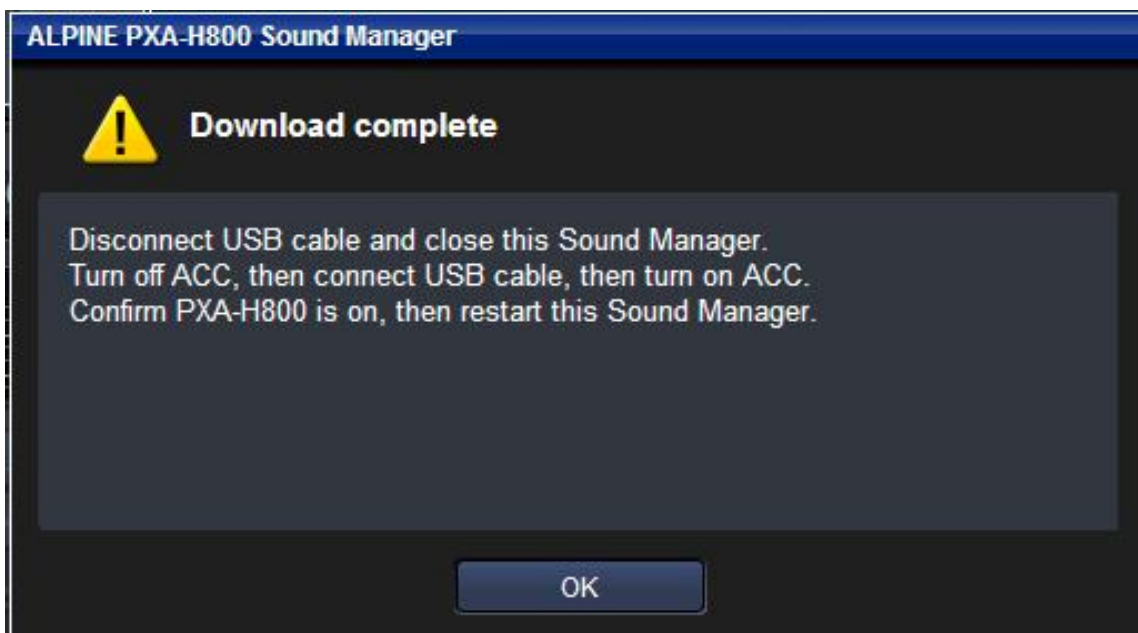 ALPINE PXA-H800 Sound Manager
Download complete
Disconnect USB cable and close this Sound Manager.
Turn off ACC, then connect USB cable, then turn on ACC.
Confirm PXA-H800 is on, then restart this Sound Manager.
OK